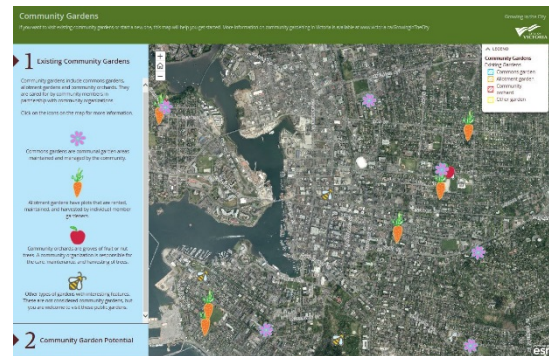 Community Gardens
Growing in the City
If you want to visit existing community gardens or start a new one, this map will help you get started. More information on community gardening in Victoria is available at
VICTORIA
1 Existing Community Gardens
Community gardens include commons gardens,
allotment gardens and community orchards. They
are cared for by community members in
partnership with community organizations.
Click on the icons on the map for more information.
Commons gardens are communal garden areas
maintained and managed by the community.
Allotment gardens have plots that are rented,
maintained, and harvested by individual member
gardeners.
Community orchards are groves of fruit or nut
trees. A community organization is responsible for
the care, maintenance, and harvesting of trees.
Other types of gardens with interesting features.
These are not considered community gardens, but
you are welcome to visit these public gardens.
2 Community Garden Potential
+
−
LEGEND
Community Gardens
Existing Gardens
Commons garden
Allotment garden
Community
orchard
Other garden
esri